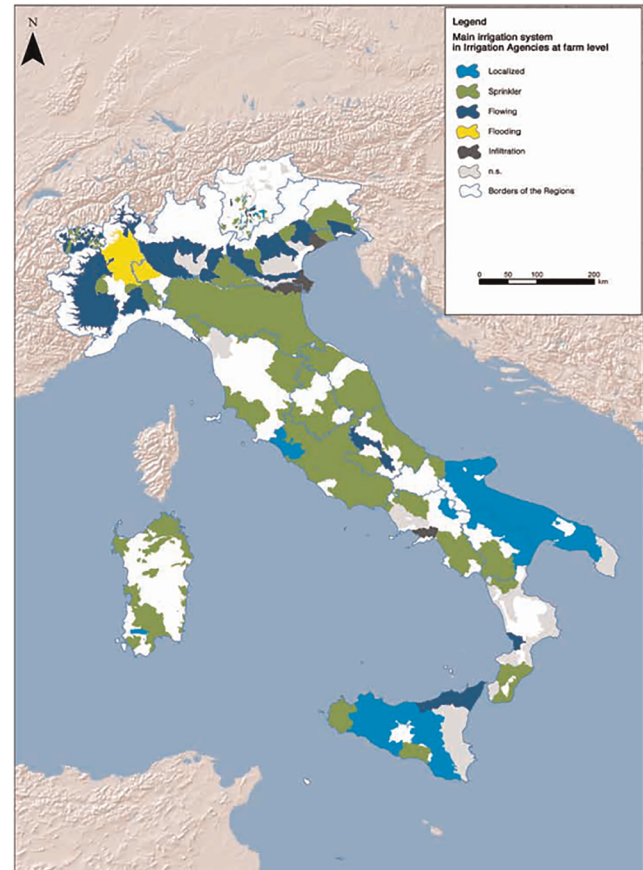 N
Legend
Main irrigation system
in Irrigation Agencies at farm level
Localized
Sprinkler
Flowing
Flooding
Infiltration
n.s.
Borders of the Regions
0 50 100 200
km